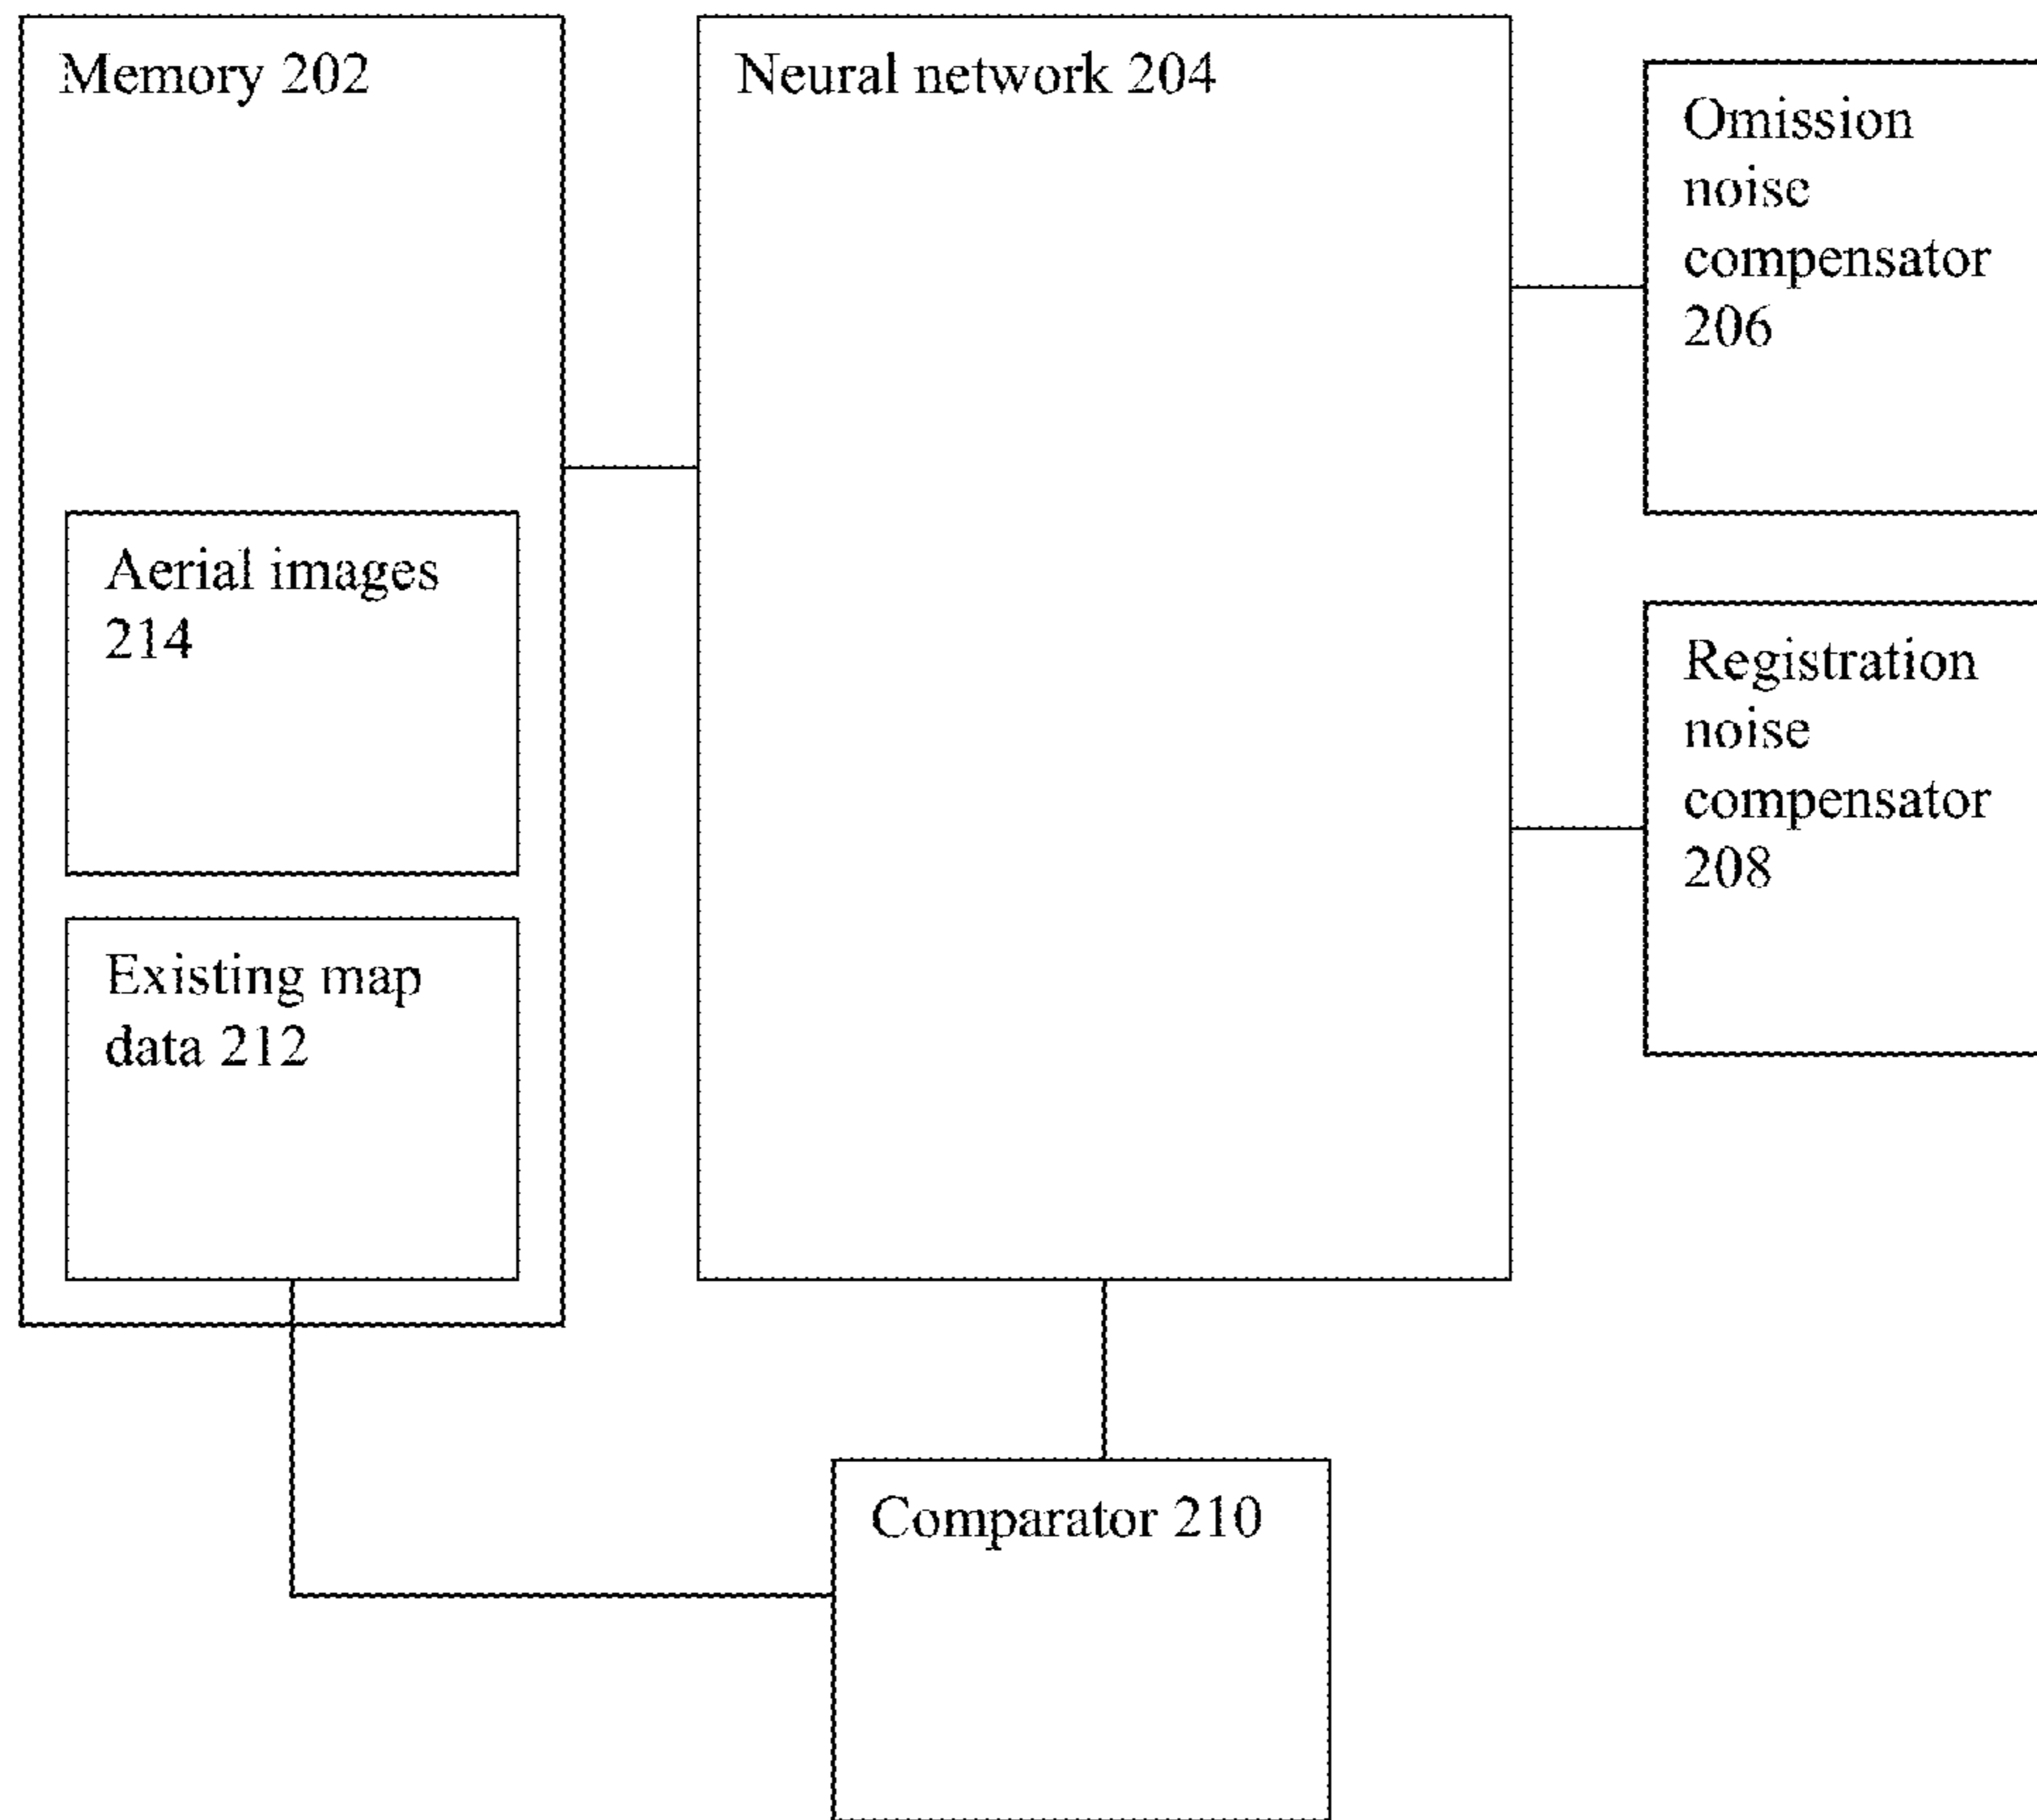 Memory 202
Neural network 204
Omission
noise
compensator
206
Aerial images
214
Registration
noise
compensator
208
Existing map
data 212
Comparator 210